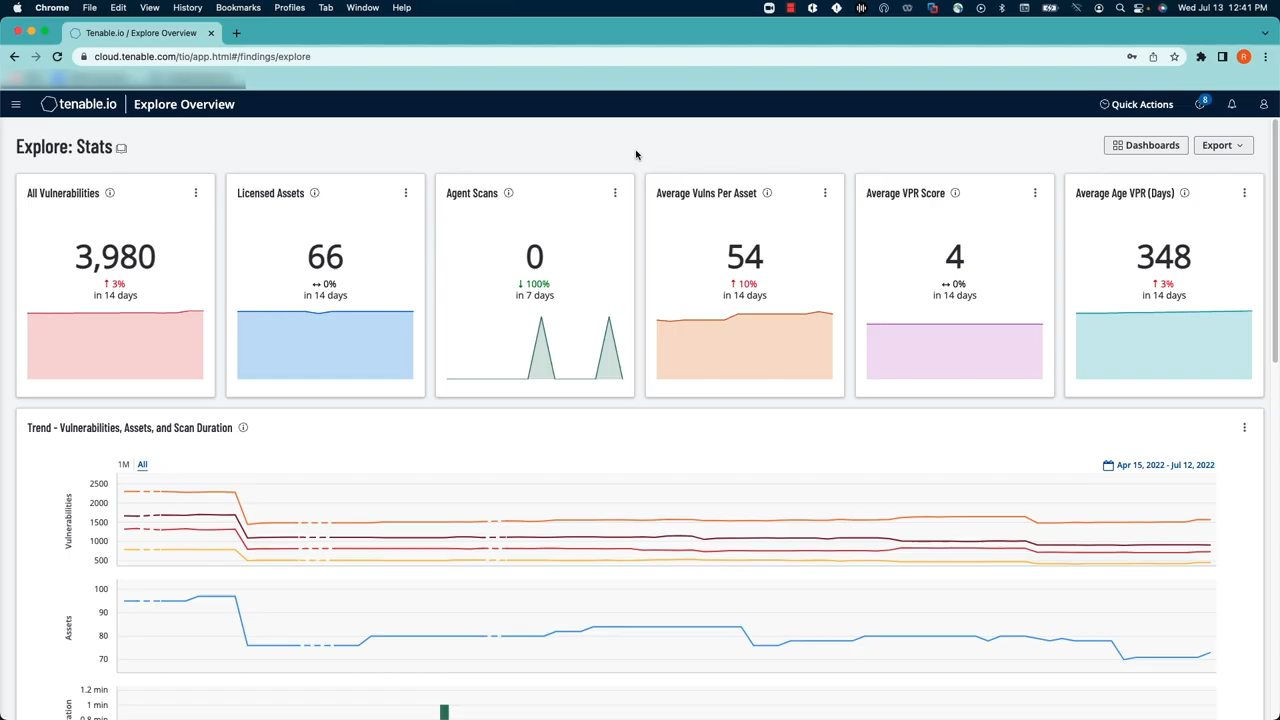 Chrome File Edit View History Bookmarks Profiles Tab Window Help Wed Jul 13 12:41 PM
Tenable.io / Explore Overview
cloud.tenable.com/tio/app.html#/findings/explore R
tenable.io Explore Overview Quick Actions 8
Explore: Stats Dashboards Export
All Vulnerabilities
3,980
↑ 3%
in 14 days
Licensed Assets
66
↔ 0%
in 14 days
Agent Scans
0
↓ 100%
in 7 days
Average Vulns Per Asset
54
↑ 10%
in 14 days
Average VPR Score
4
↔ 0%
in 14 days
Average Age VPR (Days)
348
↑ 3%
in 14 days
Trend - Vulnerabilities, Assets, and Scan Duration
1M All Apr 15, 2022 - Jul 12, 2022
Vulnerabilities
2500
2000
1500
1000
500
Assets
100
90
80
70
1.2 min
1 min
0.8 min